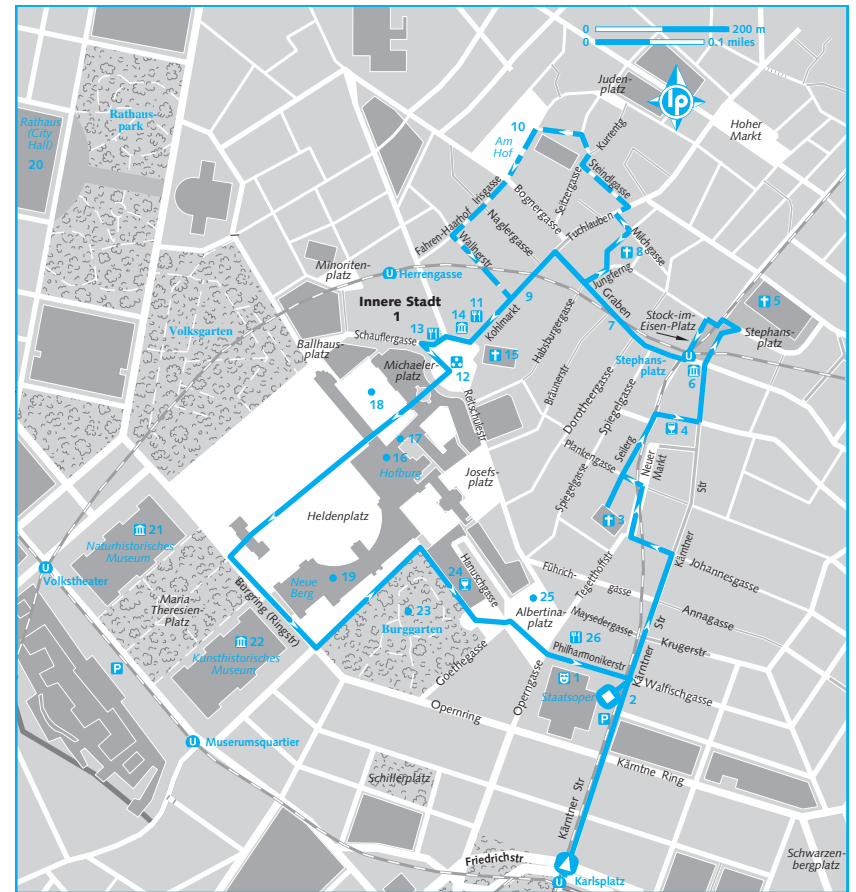 0 200 m
0 0.1 miles
Juden-
platz
lp
Hoher
Markt
Rathaus
(City
Hall)
20
Rathaus-
park
10
Am
Hof
Kurrentg
Steindlgasse
Seitzergasse
Bognergasse
Irisgasse
Fahren-Haarhof
Naglergasse
Wallnerstr
Tuchlauben
Milchgasse
8
Jungferng
Minoriten-
platz
U Herrengasse
Innere Stadt
1
11
14
13
9
Kohlmarkt
Graben
7
Stock-im-
Eisen-Platz
5
Stephans-
platz
Stephans-
platz
U
6
Volksgarten
Ballhaus-
platz
Schauflergasse
Michaeler-
platz
12
15
Habsburgergasse
Bräunerstr
Dorotheergasse
Spiegelgasse
Reitschulestr
18
17
16
Hofburg
Josefs-
platz
Plankengasse
Seilerg
4
Neuer
Markt
Spiegelgasse
3
Str
Kärntner
Heldenplatz
21
Naturhistorisches
Museum
U
Volkstheater
Maria-
Theresien-
Platz
Burgring (Ringstr)
Neue
Berg
19
22
Kunsthistorisches
Museum
P
24
Hanuschgasse
23
Burggarten
Goethegasse
25
Albertina-
platz
Führich-
gasse
Tegetthoffstr
Maysedergasse
26
Philharmonikerstr
Johannesgasse
Annagasse
Krugerstr
Walfischgasse
Str
Kärntner
1
Staatsoper
2
P
Operngasse
Opernring
U Museumsquartier
Schillerplatz
Kärntne Ring
Kärntner Str
Friedrichstr
U Karlsplatz
Schwarzen-
bergplatz